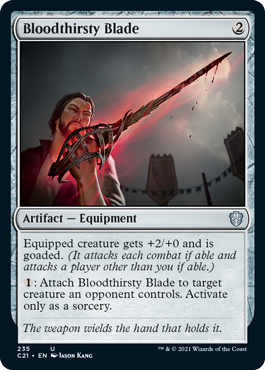 Bloodthirsty Blade 2
Artifact — Equipment
Equipped creature gets +2/+0 and is
goaded. (It attacks each combat if able and
attacks a player other than you if able.)
1: Attach Bloodthirsty Blade to target
creature an opponent controls. Activate
only as a sorcery.
The weapon wields the hand that holds it.
235 U
C21 • EN Jason Kang ™ & © 2021 Wizards of the Coast